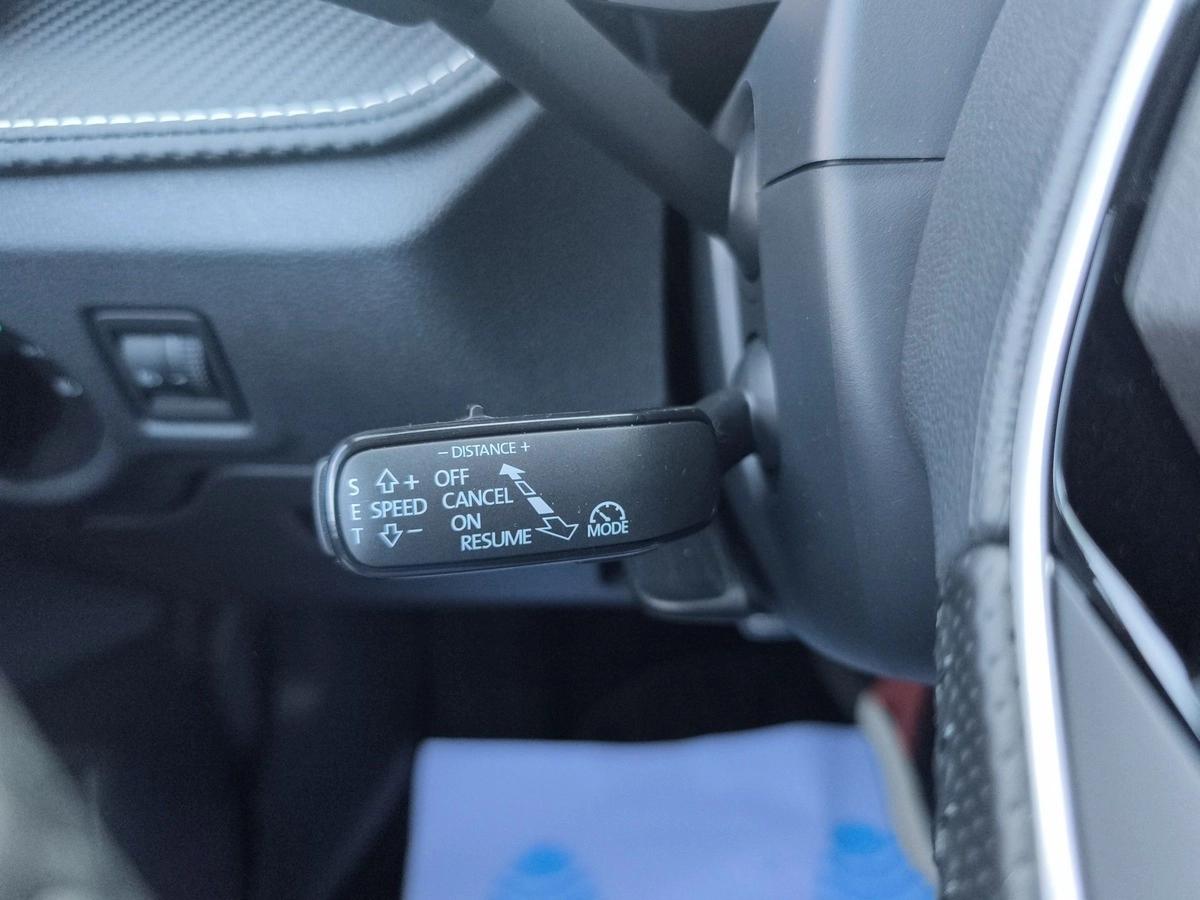 − DISTANCE +
S
E
T
+
SPEED
−
OFF
CANCEL
ON
RESUME
MODE